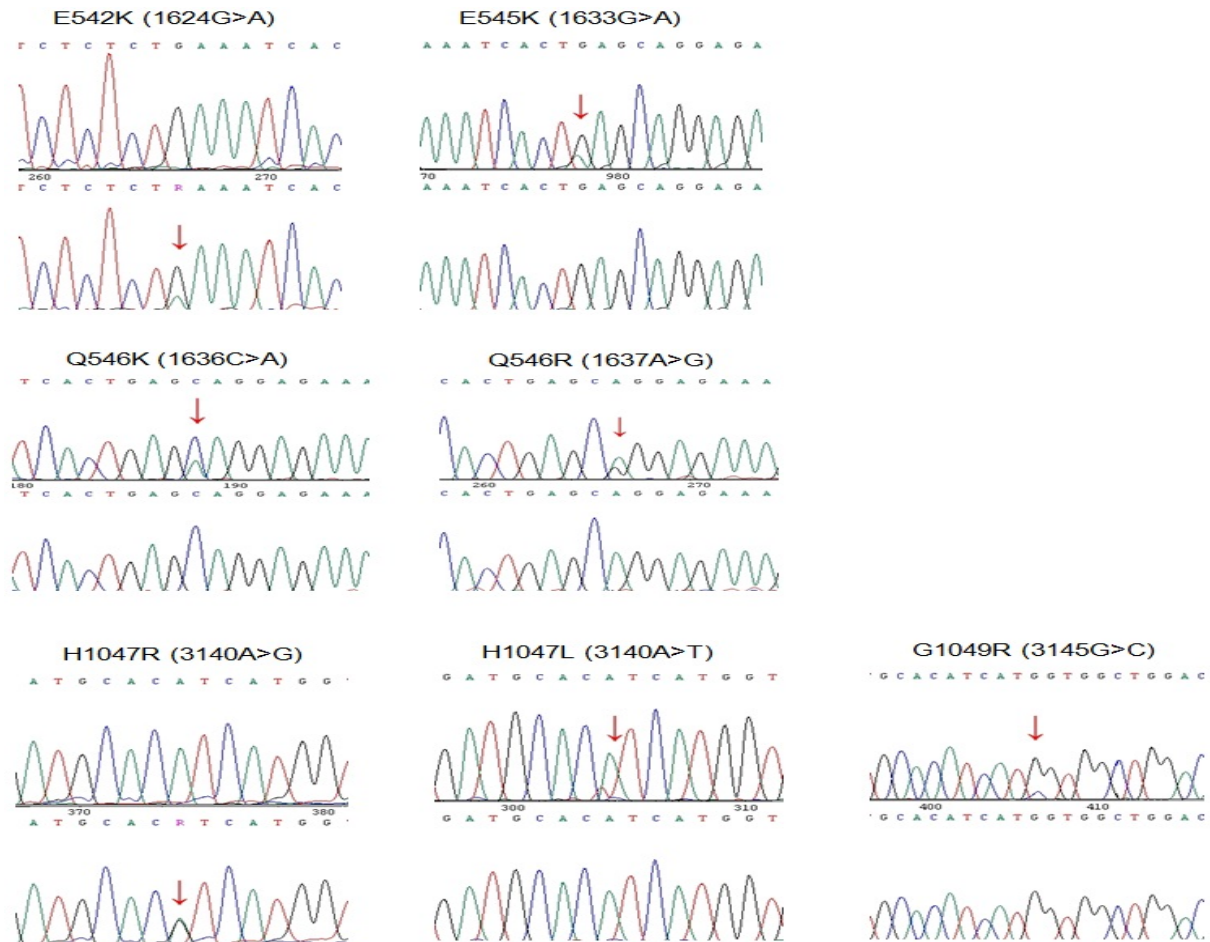 E542K (1624G>A)
T C T C T C T G A A A T C A C
260 270
T C T C T C T R A A A T C A C
E545K (1633G>A)
A A A T C A C T G A G C A G G A G A
70 980
A A A T C A C T G A G C A G G A G A
Q546K (1636C>A)
T C A C T G A G C A G G A G A A A
180 190
T C A C T G A G C A G G A G A A A
Q546R (1637A>G)
C A C T G A G C A G G A G A A A
260 270
C A C T G A G C A G G A G A A A
H1047R (3140A>G)
A T G C A C A T C A T G G
370 380
A T G C A C R T C A T G G
H1047L (3140A>T)
G A T G C A C A T C A T G G T
300 310
G A T G C A C A T C A T G G T
G1049R (3145G>C)
G C A C A T C A T G G T G G C T G G A C
400 410
G C A C A T C A T G G T G G C T G G A C